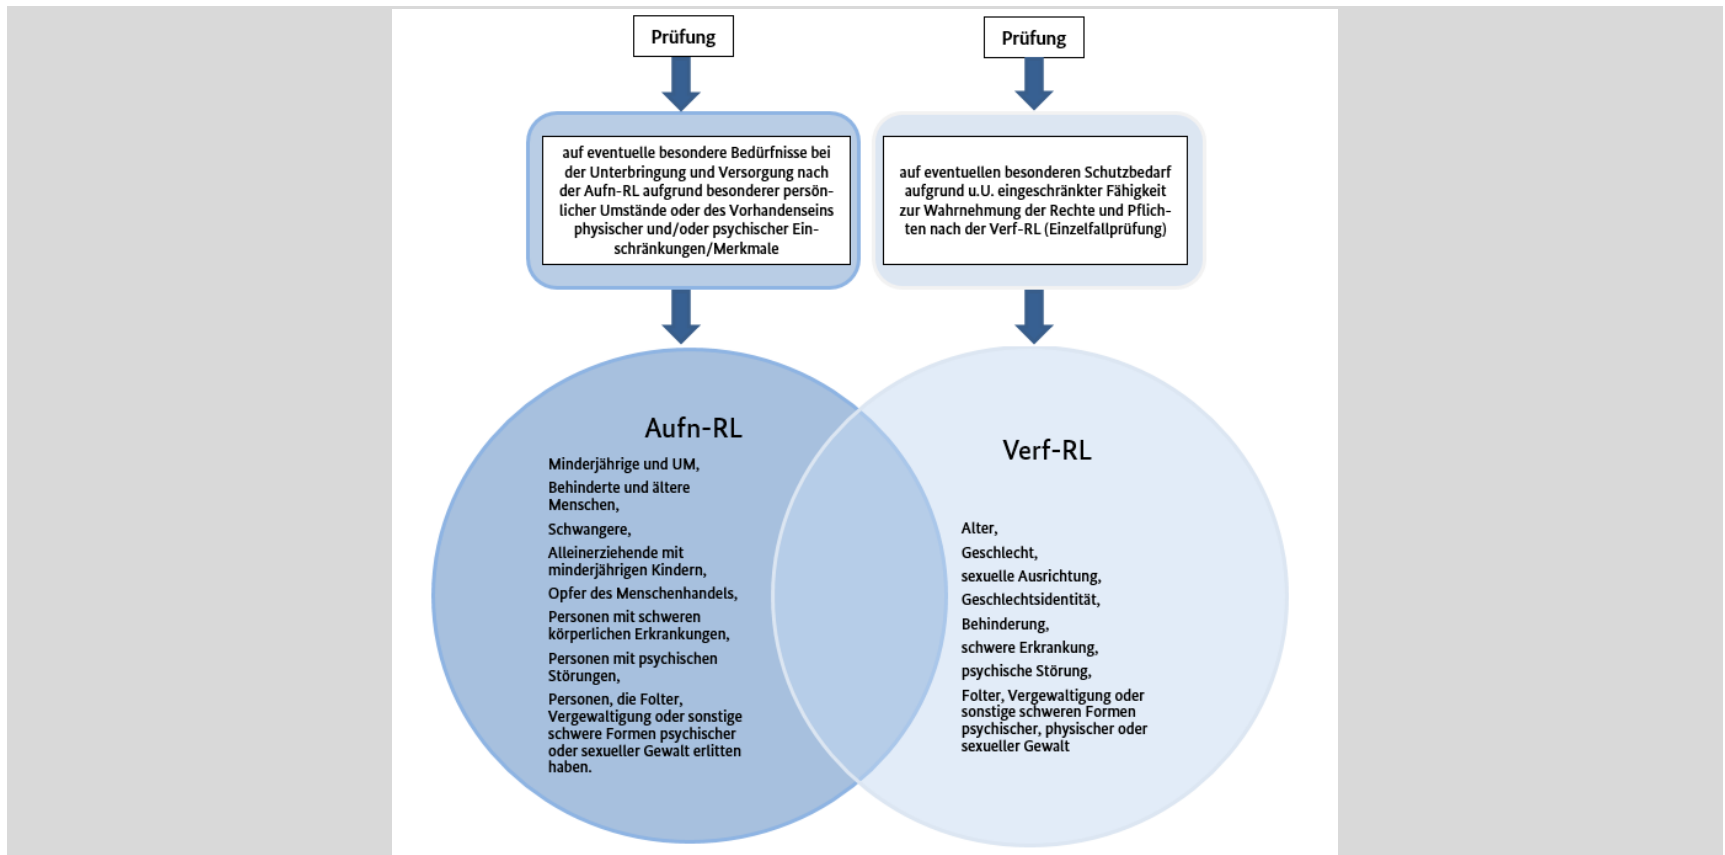 Prüfung
auf eventuelle besondere Bedürfnisse bei
der Unterbringung und Versorgung nach
der Aufn-RL aufgrund besonderer persön-
licher Umstände oder des Vorhandenseins
physischer und/oder psychischer Ein-
schränkungen/Merkmale
Aufn-RL
Minderjährige und UM,
Behinderte und ältere
Menschen,
Schwangere,
Alleinerziehende mit
minderjährigen Kindern,
Opfer des Menschenhandels,
Personen mit schweren
körperlichen Erkrankungen,
Personen mit psychischen
Störungen,
Personen, die Folter,
Vergewaltigung oder sonstige
schwere Formen psychischer
oder sexueller Gewalt erlitten
haben.
Prüfung
auf eventuellen besonderen Schutzbedarf
aufgrund u.U. eingeschränkter Fähigkeit
zur Wahrnehmung der Rechte und Pflich-
ten nach der Verf-RL (Einzelfallprüfung)
Verf-RL
Alter,
Geschlecht,
sexuelle Ausrichtung,
Geschlechtsidentität,
Behinderung,
schwere Erkrankung,
psychische Störung,
Folter, Vergewaltigung oder
sonstige schweren Formen
psychischer, physischer oder
sexueller Gewalt